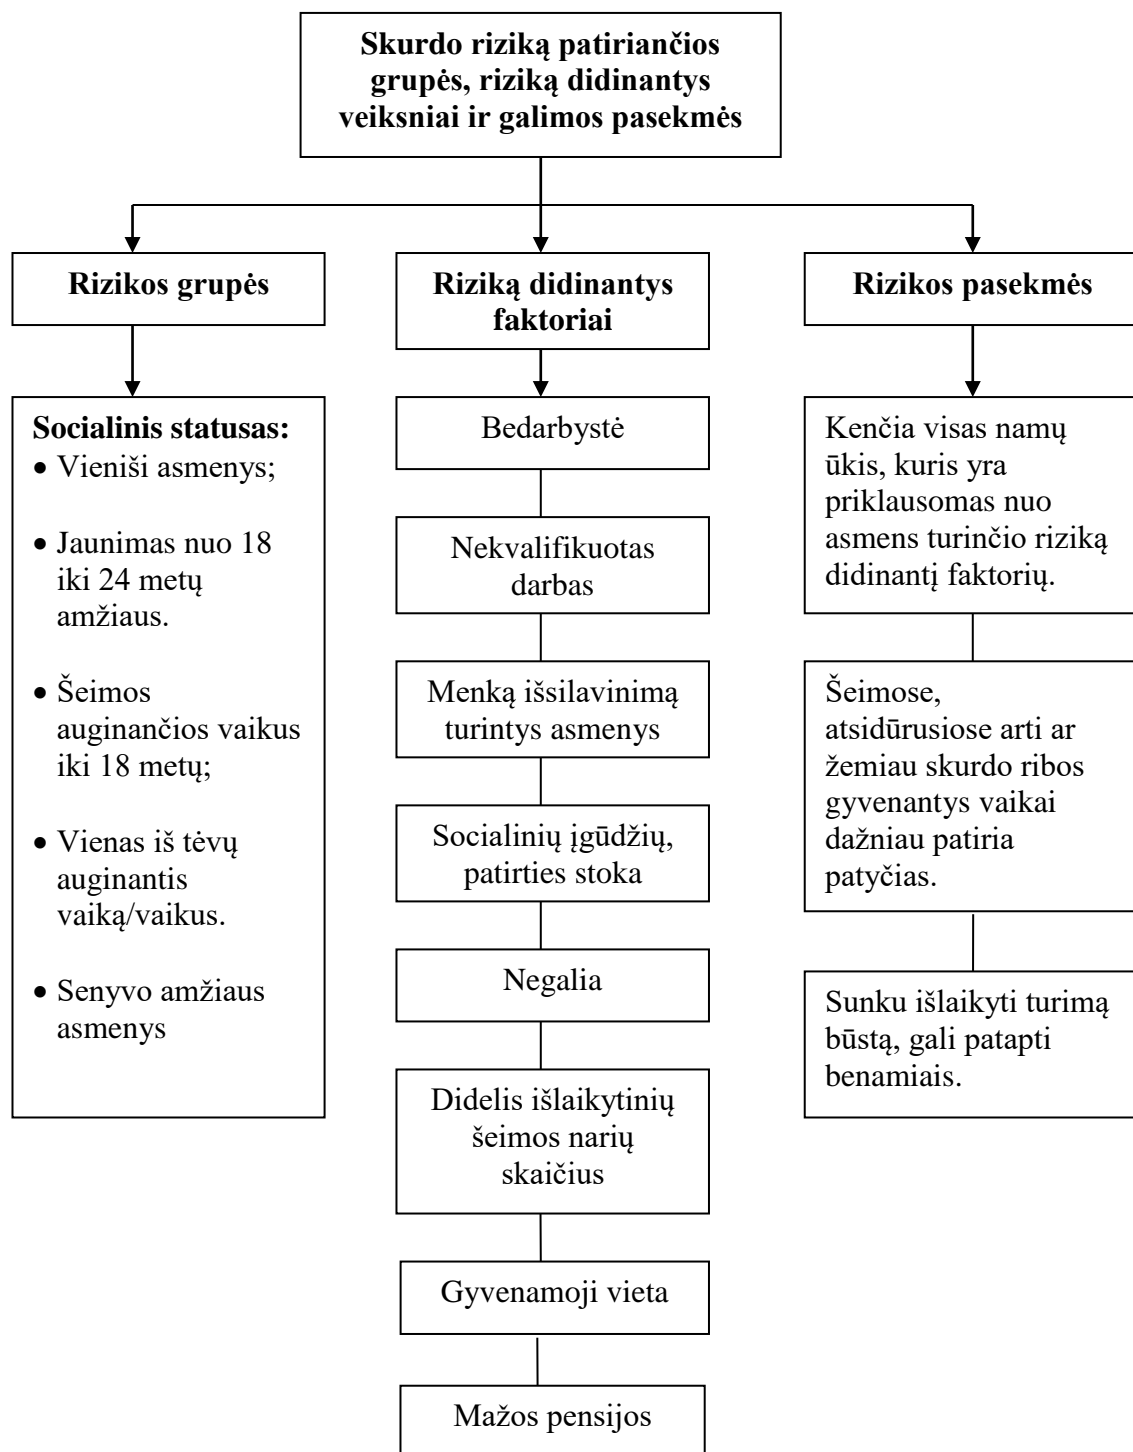 Skurdo riziką patiriančios
grupės, riziką didinantys
veiksniai ir galimos pasekmės
Rizikos grupės
Riziką didinantys
faktoriai
Rizikos pasekmės
Socialinis statusas:
• Vieniši asmenys;
• Jaunimas nuo 18
iki 24 metų
amžiaus.
• Šeimos
auginančios vaikus
iki 18 metų;
• Vienas iš tėvų
auginantis
vaiką/vaikus.
• Senyvo amžiaus
asmenys
Bedarbystė
Nekvalifikuotas
darbas
Menką išsilavinimą
turintys asmenys
Socialinių įgūdžių,
patirties stoka
Negalia
Didelis išlaikytinių
šeimos narių
skaičius
Gyvenamoji vieta
Mažos pensijos
Kenčia visas namų
ūkis, kuris yra
priklausomas nuo
asmens turinčio riziką
didinantį faktorių.
Šeimose,
atsidūrusiose arti ar
žemiau skurdo ribos
gyvenantys vaikai
dažniau patiria
patyčias.
Sunku išlaikyti turimą
būstą, gali patapti
benamiais.